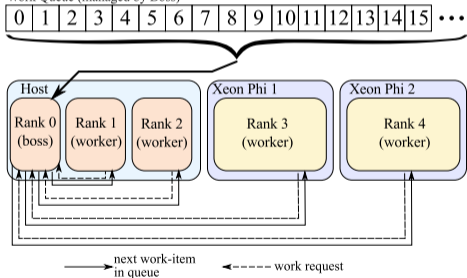 Work Queue (managed by Boss)
0 1 2 3 4 5 6 7 8 9 10 11 12 13 14 15 •••
Host Xeon Phi 1 Xeon Phi 2
Rank 0 Rank 1 Rank 2 Rank 3 Rank 4
(boss) (worker) (worker) (worker) (worker)
next work-item work request
in queue